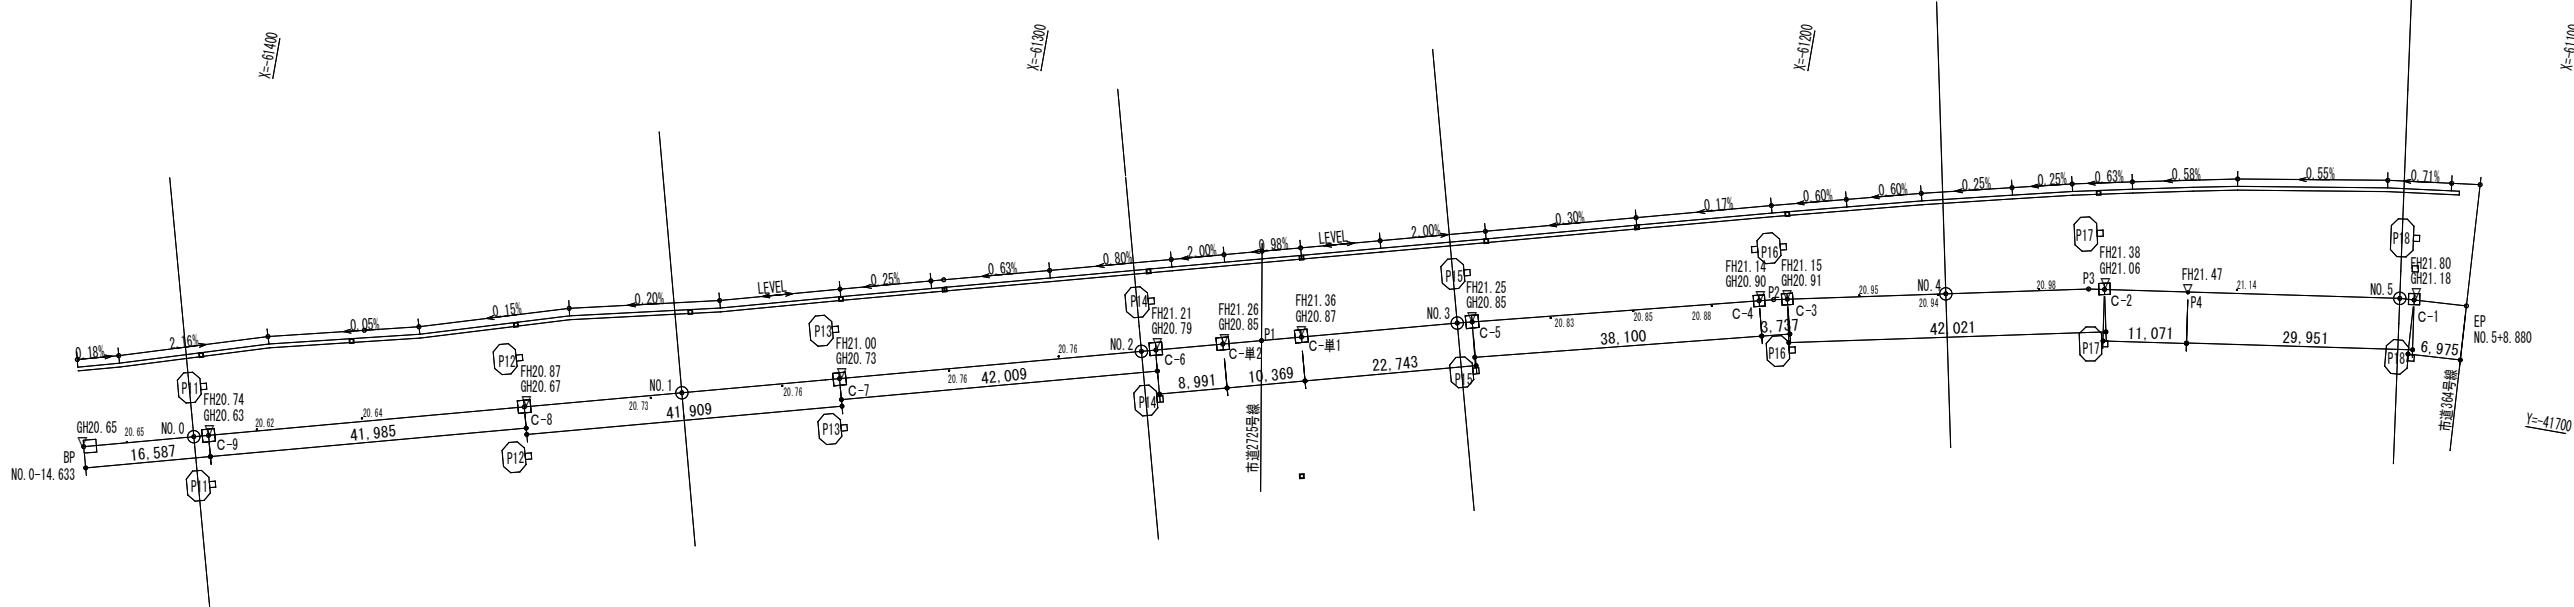 X=-61400
X=-61300
X=-61200
X=-61100
0.18%
2.16%
0.05%
0.15%
0.20%
LEVEL
0.25%
0.63%
0.80%
2.00%
0.98%
LEVEL
2.00%
0.30%
0.17%
0.60%
0.60%
0.25%
0.25%
0.63%
0.58%
0.55%
0.71%
P11
P12
P13
P14
P15
P16
P17
P18
GH20.65
BP
NO.0-14.633
20.65
NO.0
FH20.74
GH20.63
C-9
20.62
20.64
FH20.87
GH20.67
C-8
20.73
NO.1
20.76
FH21.00
GH20.73
C-7
20.76
20.76
NO.2
FH21.21
GH20.79
C-6
FH21.26
GH20.85
C-単2
P1
FH21.36
GH20.87
C-単1
NO.3
FH21.25
GH20.85
C-5
20.83
20.85
20.88
FH21.14
GH20.90
C-4
P2
FH21.15
GH20.91
C-3
20.95
NO.4
20.94
20.98
P3
FH21.38
GH21.06
C-2
FH21.47
P4
21.14
NO.5
FH21.80
GH21.18
C-1
EP
NO.5+8.880
16,587
41,985
41,909
42,009
8,991
10,369
22,743
38,100
3,737
42,021
11,071
29,951
6,975
P11
P12
P13
P14
P15
P16
P17
P18
市道2725号線
市道364号線
Y=-41700